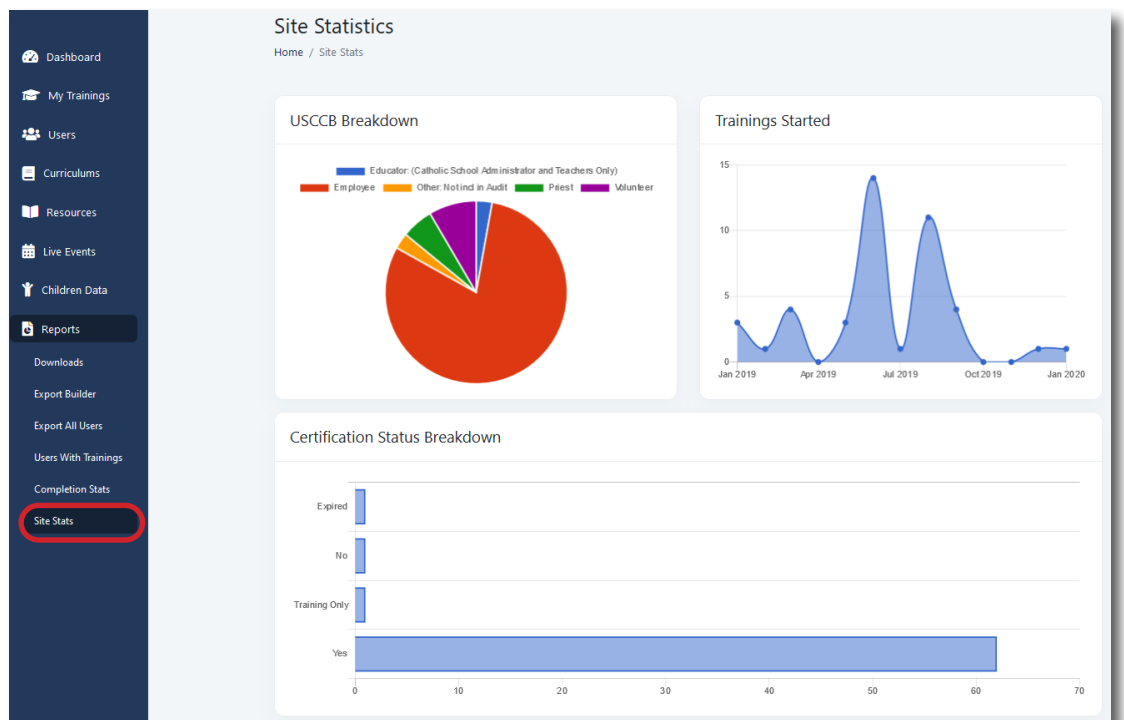 Dashboard
My Trainings
Users
Curriculums
Resources
Live Events
Children Data
Reports
Downloads
Export Builder
Export All Users
Users With Trainings
Completion Stats
Site Stats
Site Statistics
Home / Site Stats
USCCB Breakdown
Educator: (Catholic School Administrator and Teachers Only)
Employee Other: Not incl in Audit Priest Volunteer
Trainings Started
15
10
5
0
Jan 2019 Apr 2019 Jul 2019 Oct 2019 Jan 2020
Certification Status Breakdown
Expired
No
Training Only
Yes
0 10 20 30 40 50 60 70